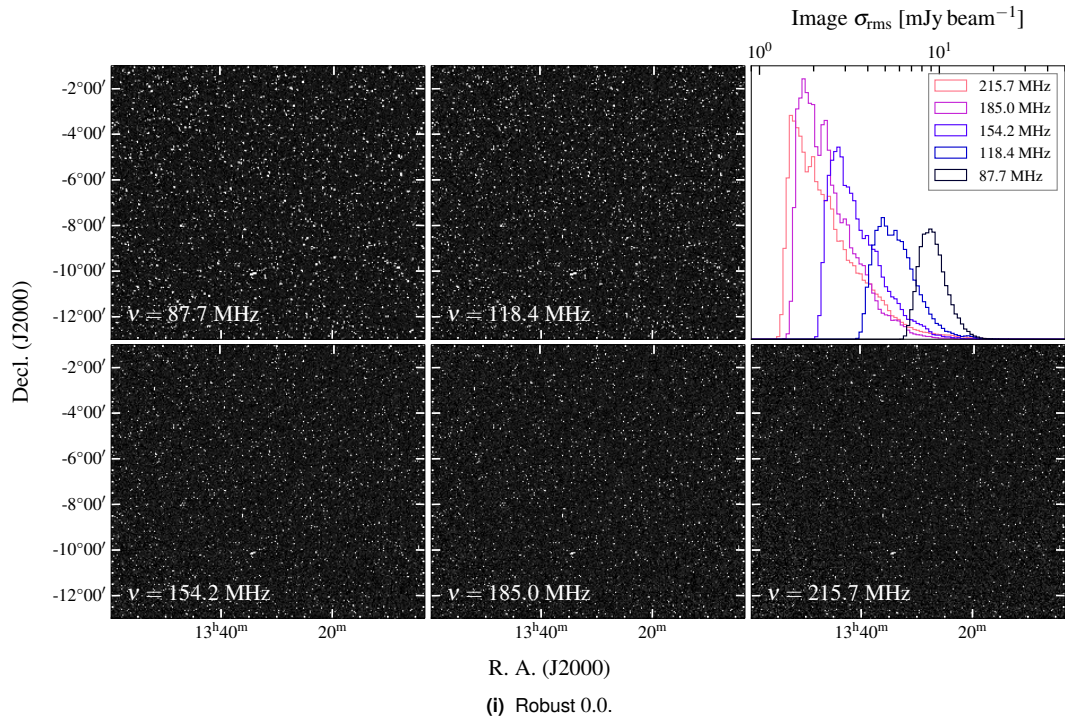 Image σrms [mJy beam⁻¹]
10⁰ 10¹
215.7 MHz
185.0 MHz
154.2 MHz
118.4 MHz
87.7 MHz
-2°00′
-4°00′
-6°00′
-8°00′
-10°00′
-12°00′
ν = 87.7 MHz
ν = 118.4 MHz
Decl. (J2000)
-2°00′
-4°00′
-6°00′
-8°00′
-10°00′
-12°00′
ν = 154.2 MHz
ν = 185.0 MHz
ν = 215.7 MHz
13ʰ40ᵐ 20ᵐ 13ʰ40ᵐ 20ᵐ 13ʰ40ᵐ 20ᵐ
R. A. (J2000)
(i) Robust 0.0.